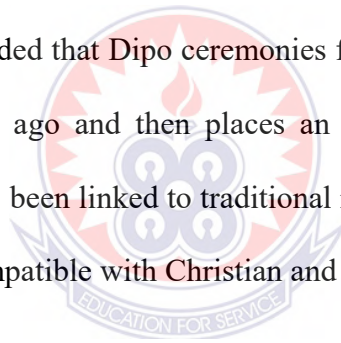 ded that Dipo ceremonies f
ago and then places an
been linked to traditional
patible with Christian and
EDUCATION FOR SERVICE